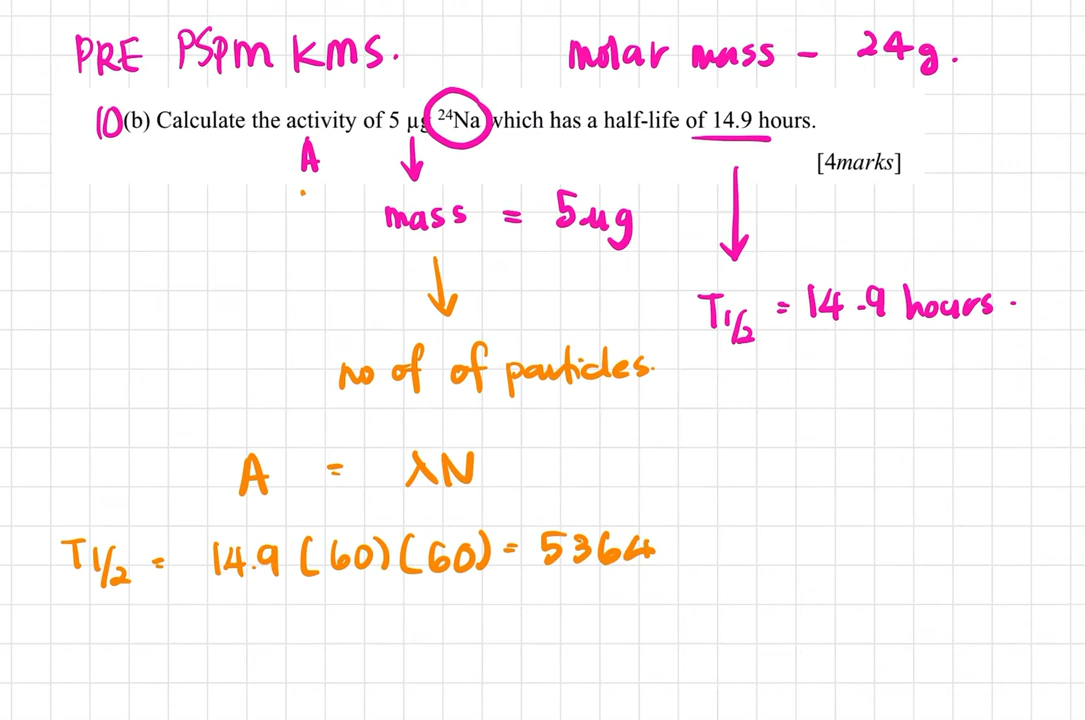 PRE PSPM KMS. molar mass - 24g.
10(b) Calculate the activity of 5 μg ²⁴Na which has a half-life of 14.9 hours.
A
[4marks]
mass = 5μg
T1/2 = 14.9 hours.
no of of particles.
A = λN
T1/2 = 14.9 (60)(60) = 5364